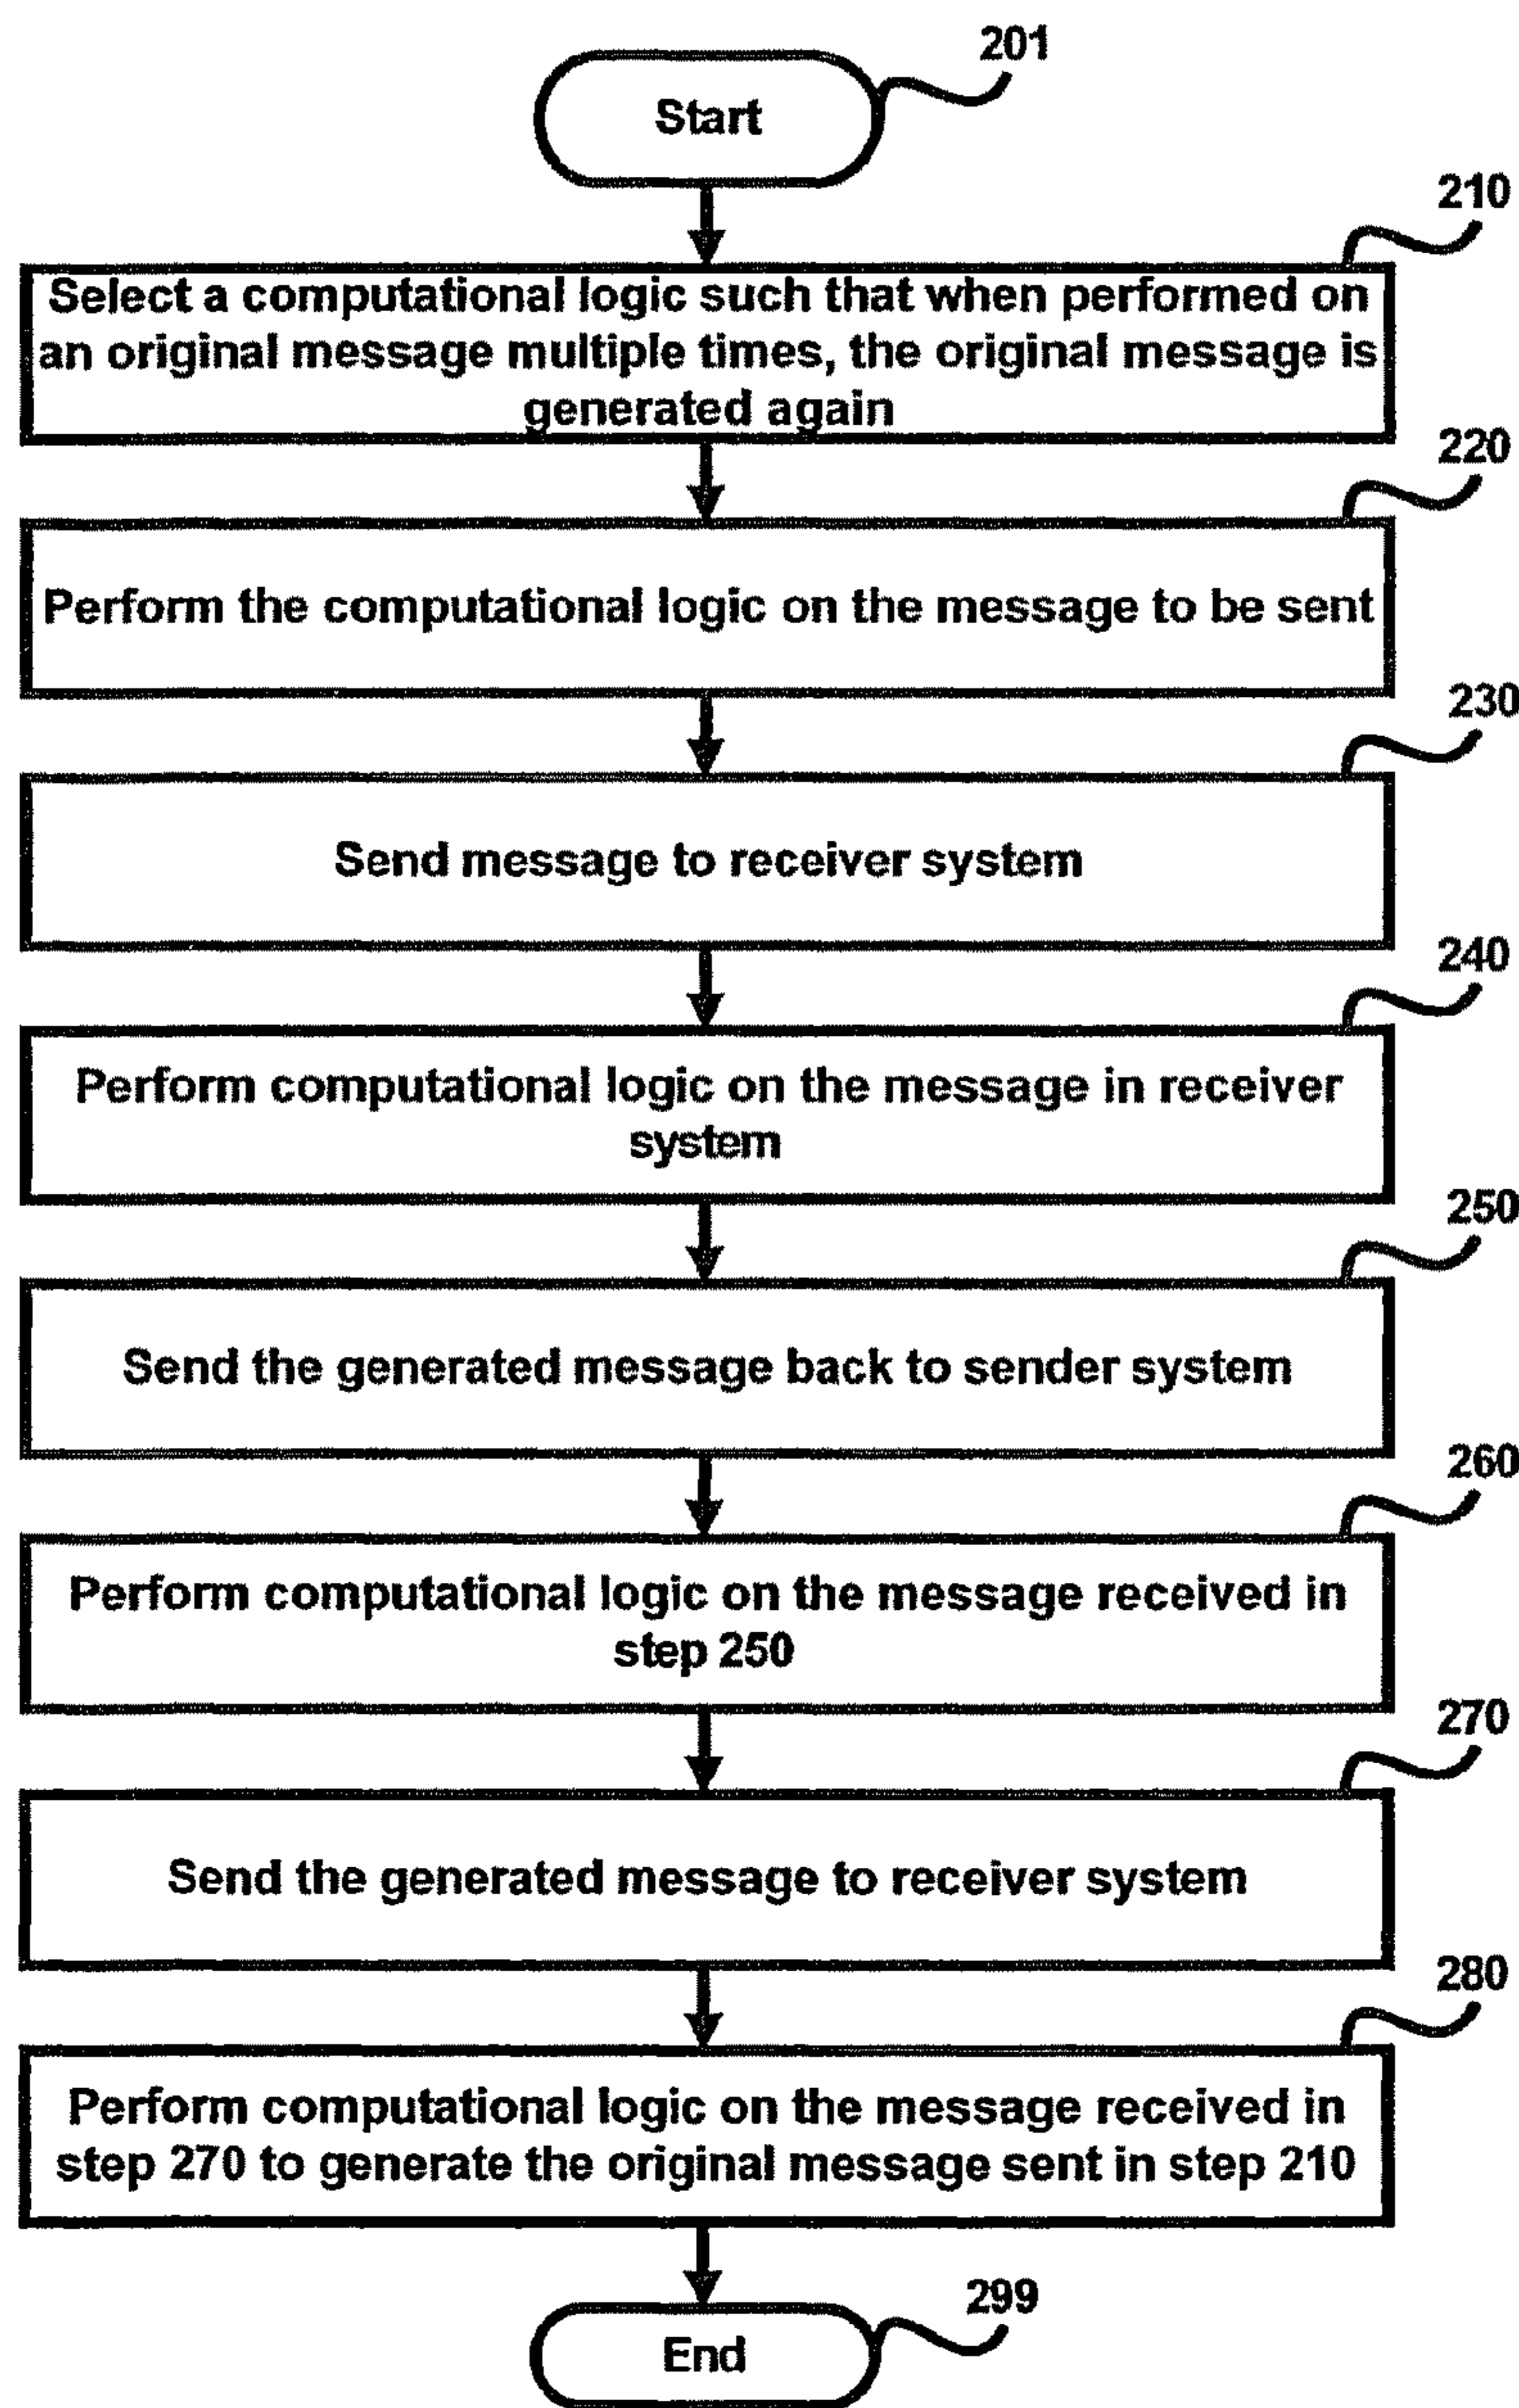 201
Start
210
Select a computational logic such that when performed on
an original message multiple times, the original message is
generated again
220
Perform the computational logic on the message to be sent
230
Send message to receiver system
240
Perform computational logic on the message in receiver
system
250
Send the generated message back to sender system
260
Perform computational logic on the message received in
step 250
270
Send the generated message to receiver system
280
Perform computational logic on the message received in
step 270 to generate the original message sent in step 210
299
End